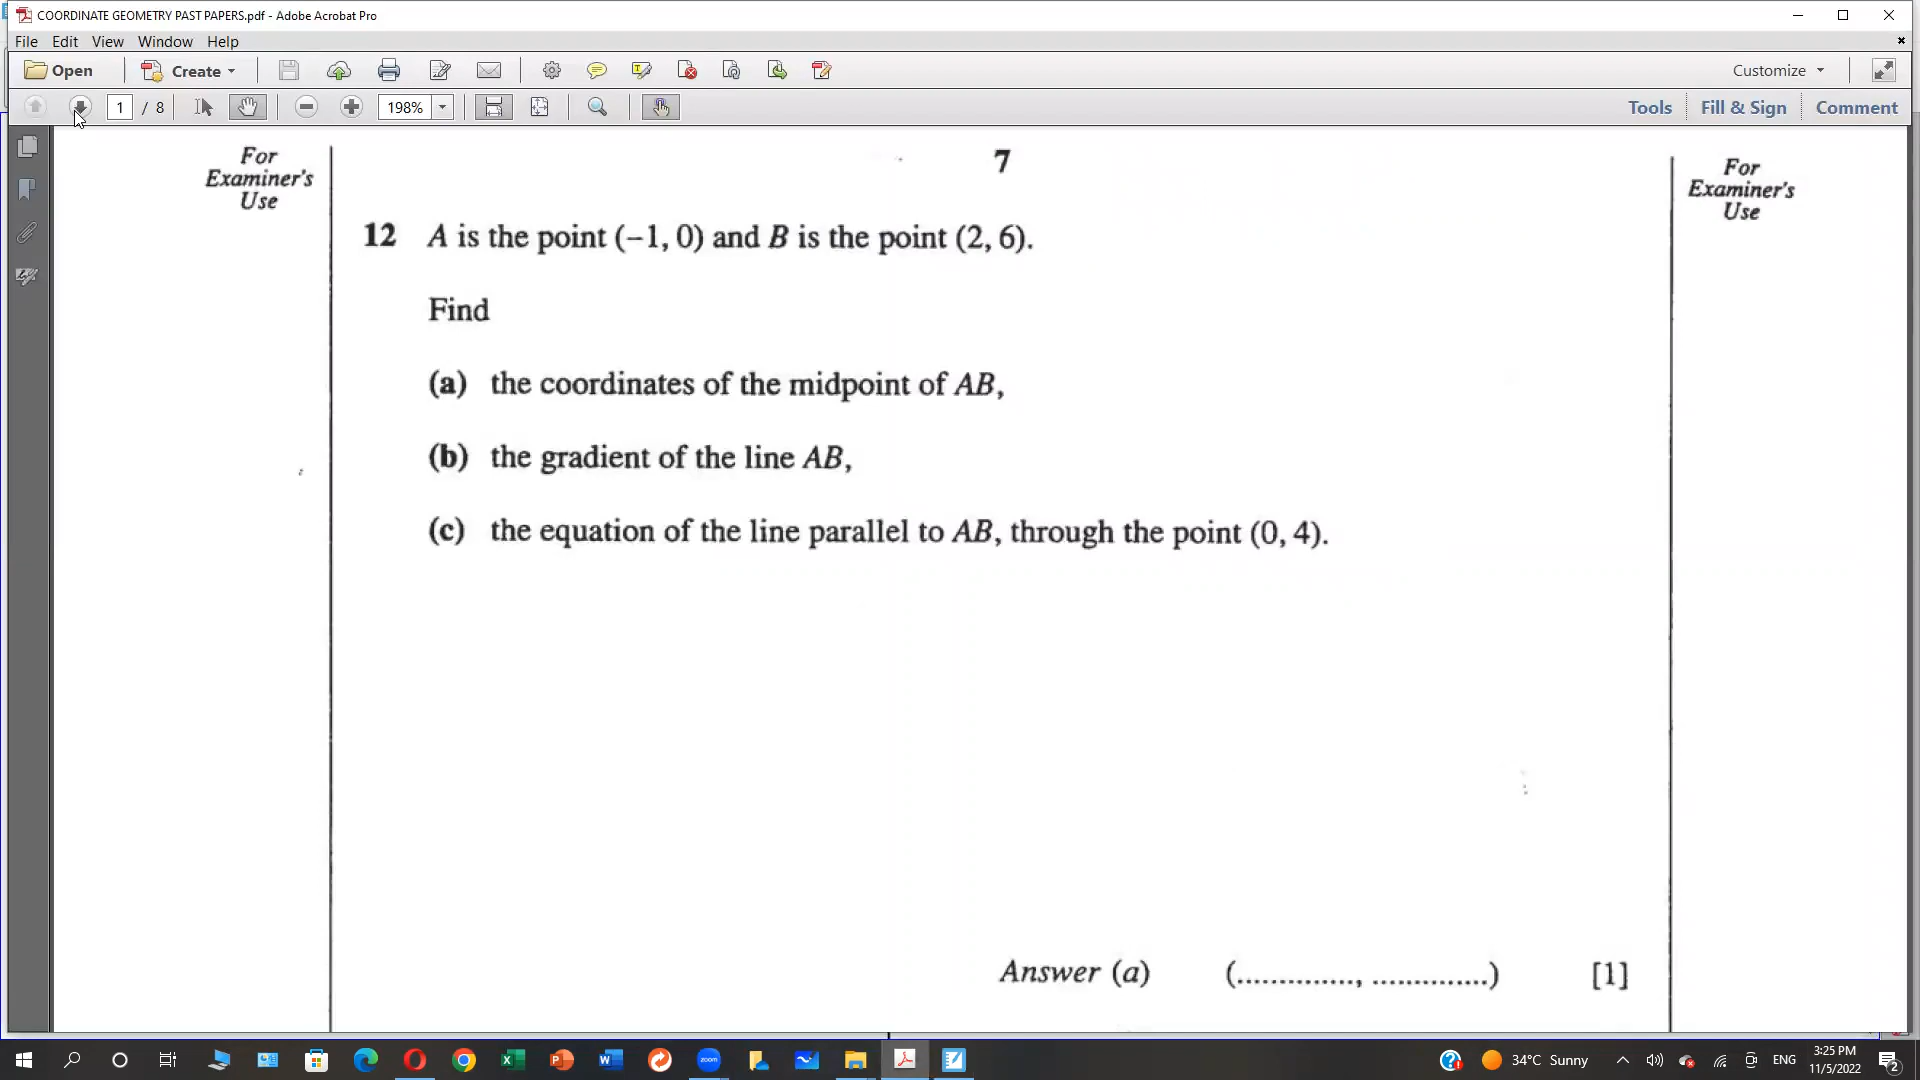 COORDINATE GEOMETRY PAST PAPERS.pdf - Adobe Acrobat Pro
File Edit View Window Help
Open Create Customize
1 / 8 198% Tools Fill & Sign Comment
For
Examiner's
Use
7
For
Examiner's
Use
12 A is the point (−1, 0) and B is the point (2, 6).
Find
(a) the coordinates of the midpoint of AB,
(b) the gradient of the line AB,
(c) the equation of the line parallel to AB, through the point (0, 4).
Answer (a) (.............., ..............) [1]
zoom
34°C Sunny ENG
3:25 PM
11/5/2022
2